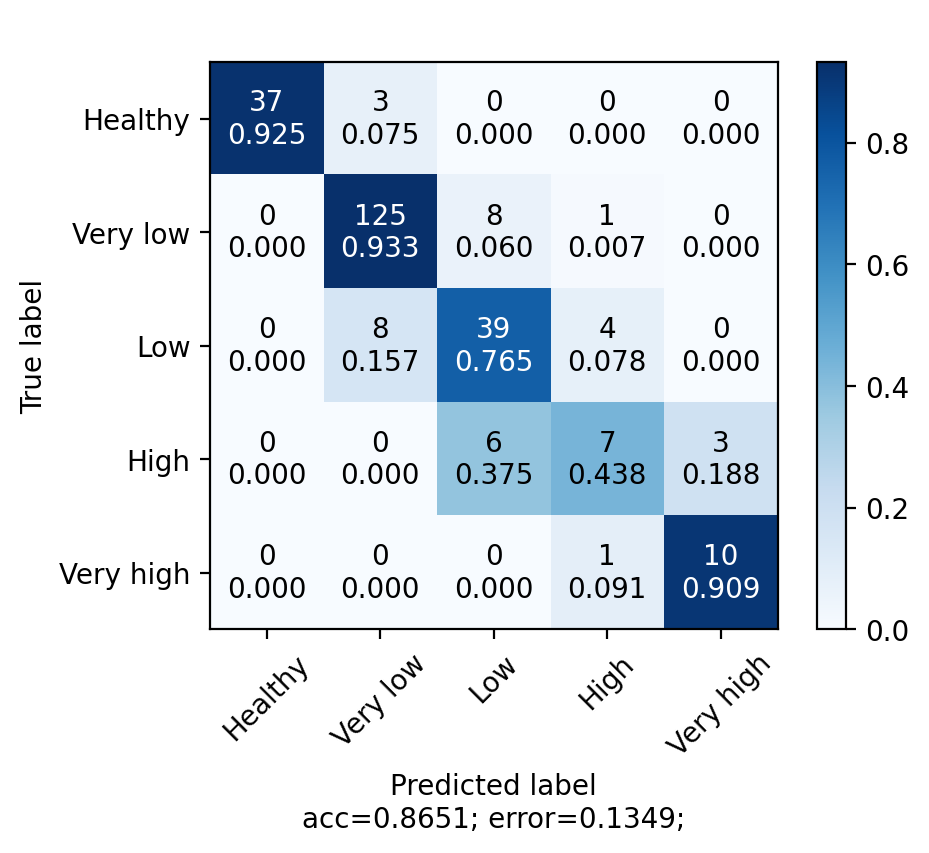 37 3 0 0 0
Healthy 0.925 0.075 0.000 0.000 0.000
0 125 8 1 0
Very low 0.000 0.933 0.060 0.007 0.000
0 8 39 4 0
Low 0.000 0.157 0.765 0.078 0.000
0 0 6 7 3
High 0.000 0.000 0.375 0.438 0.188
0 0 0 1 10
Very high 0.000 0.000 0.000 0.091 0.909
True label
Healthy Very low Low High Very high
Predicted label
acc=0.8651; error=0.1349;
0.8
0.6
0.4
0.2
0.0